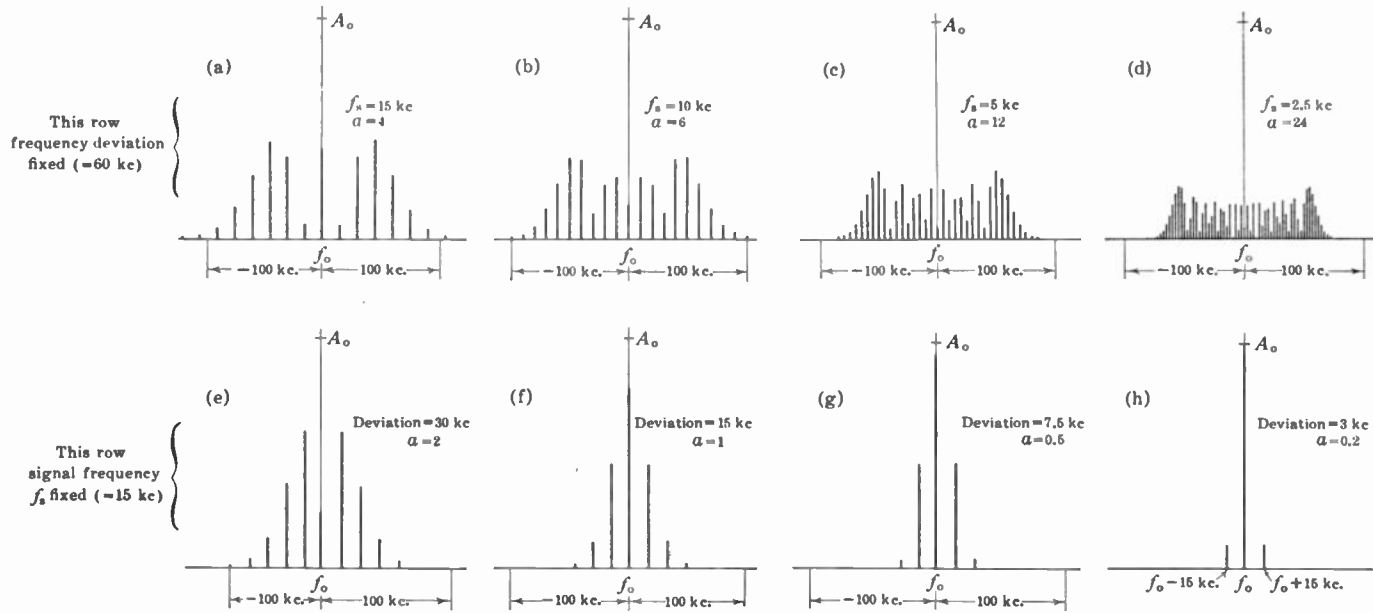 This row
frequency deviation
fixed (=60 kc)
(a)
A₀
fₛ=15 kc
a=4
f₀
−100 kc.
100 kc.
(b)
A₀
fₛ=10 kc
a=6
f₀
−100 kc.
100 kc.
(c)
A₀
fₛ=5 kc
a=12
f₀
−100 kc.
100 kc.
(d)
A₀
fₛ=2.5 kc
a=24
f₀
−100 kc.
100 kc.
This row
signal frequency
fₛ fixed (=15 kc)
(e)
A₀
Deviation=30 kc
a=2
f₀
−100 kc.
100 kc.
(f)
A₀
Deviation=15 kc
a=1
f₀
−100 kc.
100 kc.
(g)
A₀
Deviation=7.5 kc
a=0.5
f₀
−100 kc.
100 kc.
(h)
A₀
Deviation=3 kc
a=0.2
f₀−15 kc.
f₀
f₀+15 kc.